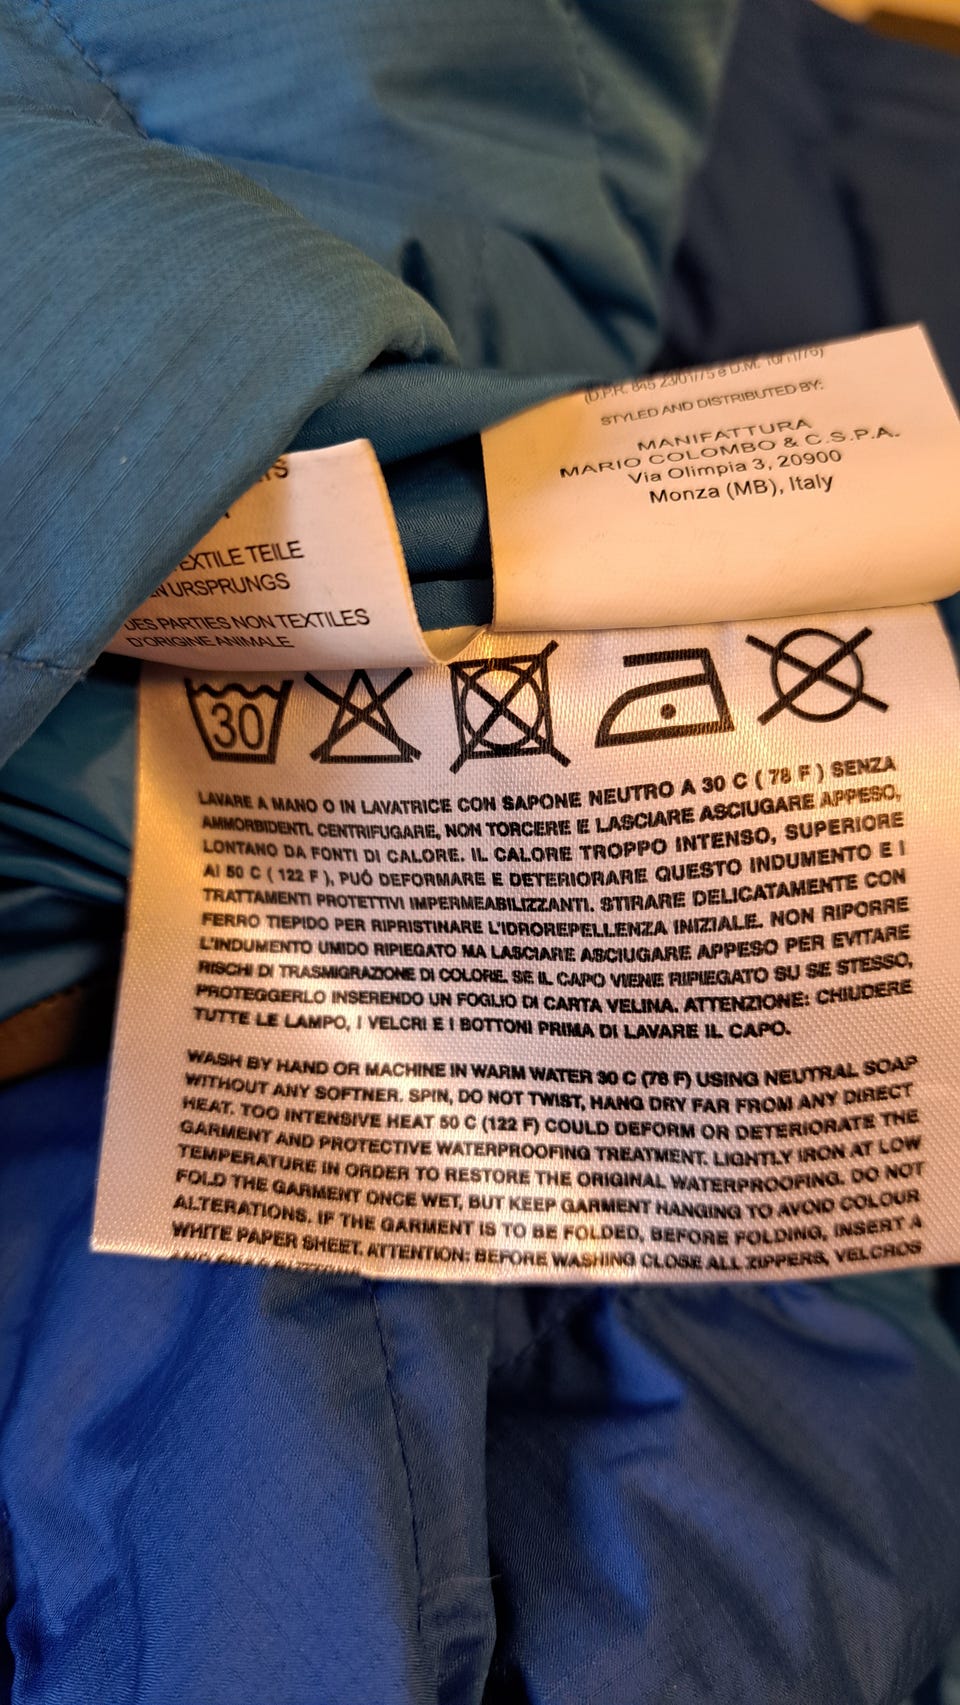 (D.P.R. 845 23/01/75 e D.M. 10/11/76)
STYLED AND DISTRIBUTED BY:
MANIFATTURA
MARIO COLOMBO & C.S.P.A.
Via Olimpia 3, 20900
Monza (MB), Italy
EXTILE TEILE
URSPRUNGS
DES PARTIES NON TEXTILES
D'ORIGINE ANIMALE
30
LAVARE A MANO O IN LAVATRICE CON SAPONE NEUTRO A 30 C ( 78 F ) SENZA
AMMORBIDENTI, CENTRIFUGARE, NON TORCERE E LASCIARE ASCIUGARE APPESO,
LONTANO DA FONTI DI CALORE. IL CALORE TROPPO INTENSO, SUPERIORE
AI 50 C ( 122 F ), PUÓ DEFORMARE E DETERIORARE QUESTO INDUMENTO E I
TRATTAMENTI PROTETTIVI IMPERMEABILIZZANTI. STIRARE DELICATAMENTE CON
FERRO TIEPIDO PER RIPRISTINARE L'IDROREPELLENZA INIZIALE. NON RIPORRE
L'INDUMENTO UMIDO RIPIEGATO MA LASCIARE ASCIUGARE APPESO PER EVITARE
RISCHI DI TRASMIGRAZIONE DI COLORE. SE IL CAPO VIENE RIPIEGATO SU SE STESSO,
PROTEGGERLO INSERENDO UN FOGLIO DI CARTA VELINA. ATTENZIONE: CHIUDERE
TUTTE LE LAMPO, I VELCRI E I BOTTONI PRIMA DI LAVARE IL CAPO.
WASH BY HAND OR MACHINE IN WARM WATER 30 C (78 F) USING NEUTRAL SOAP
WITHOUT ANY SOFTNER. SPIN, DO NOT TWIST, HANG DRY FAR FROM ANY DIRECT
HEAT. TOO INTENSIVE HEAT 50 C (122 F) COULD DEFORM OR DETERIORATE THE
GARMENT AND PROTECTIVE WATERPROOFING TREATMENT. LIGHTLY IRON AT LOW
TEMPERATURE IN ORDER TO RESTORE THE ORIGINAL WATERPROOFING. DO NOT
FOLD THE GARMENT ONCE WET, BUT KEEP GARMENT HANGING TO AVOID COLOUR
ALTERATIONS. IF THE GARMENT IS TO BE FOLDED, BEFORE FOLDING, INSERT A
WHITE PAPER SHEET. ATTENTION: BEFORE WASHING CLOSE ALL ZIPPERS, VELCROS